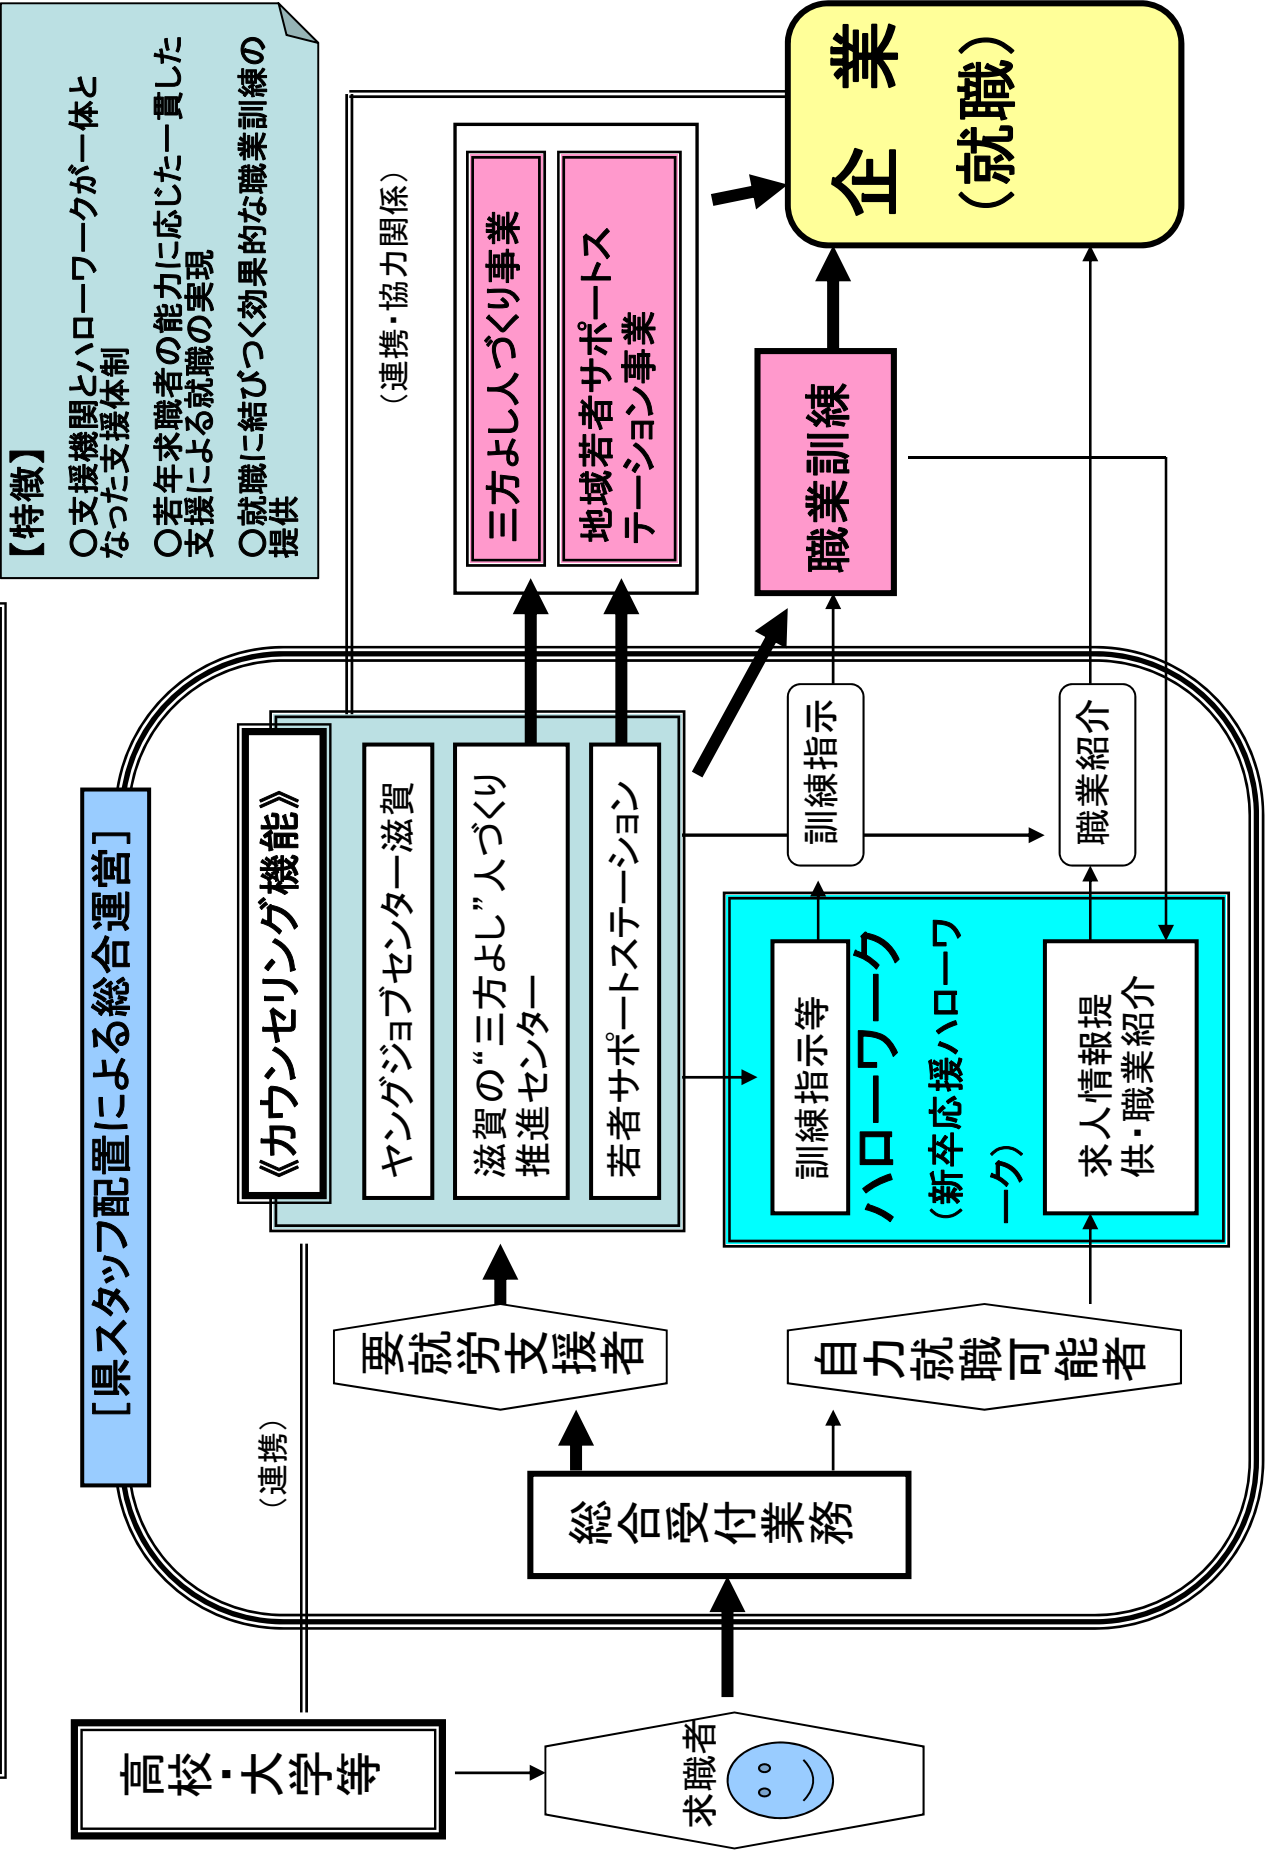 【特徴】
○支援機関とハローワークが一体と
なった支援体制
○若年求職者の能力に応じた一貫した
支援による就職の実現
○就職に結びつく効果的な職業訓練の
提供
［県スタッフ配置による総合運営］
高校・大学等
（連携）
（連携・協力関係）
求職者
総合受付業務
要就労支援者
自力就職可能者
《カウンセリング機能》
ヤングジョブセンター滋賀
滋賀の“三方よし”人づくり
推進センター
若者サポートステーション
訓練指示等
ハローワーク
（新卒応援ハローワ
ーク）
求人情報提
供・職業紹介
訓練指示
職業紹介
三方よし人づくり事業
地域若者サポートス
テーション事業
職業訓練
企　業
（就職）